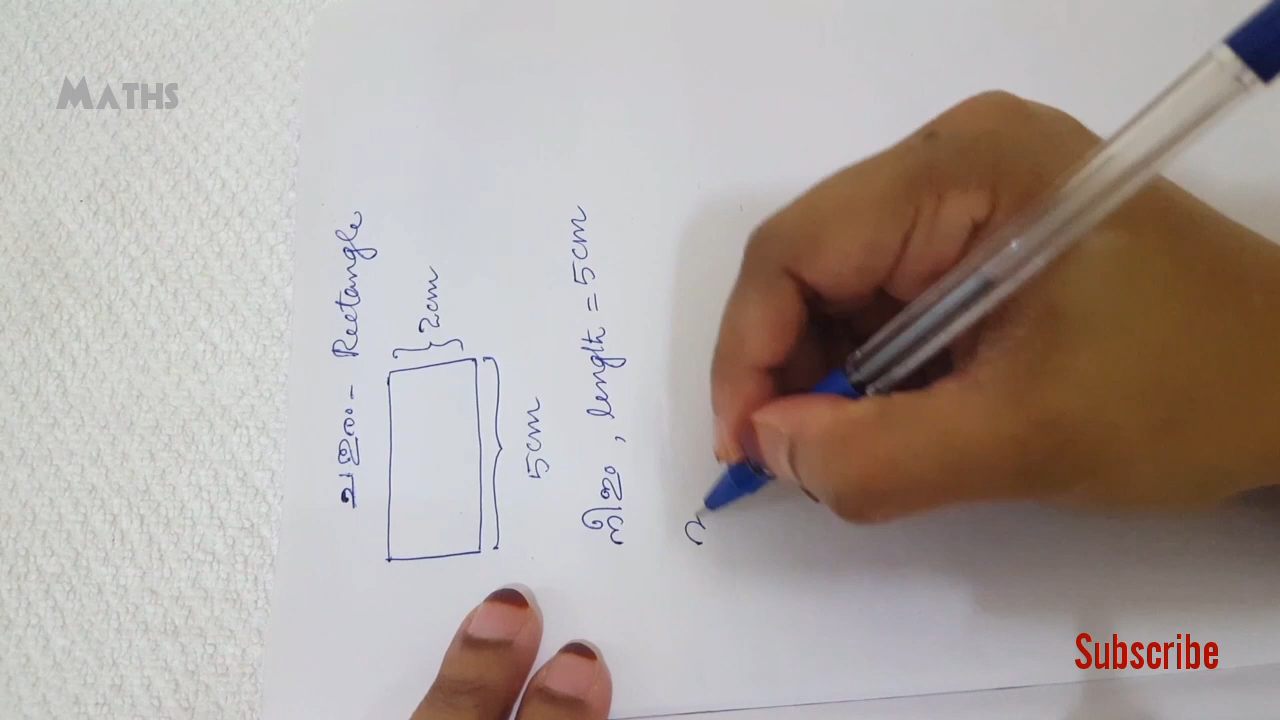 MATHS
ചതുരം - Rectangle
2cm
5cm
നീളം, length = 5cm
Subscribe